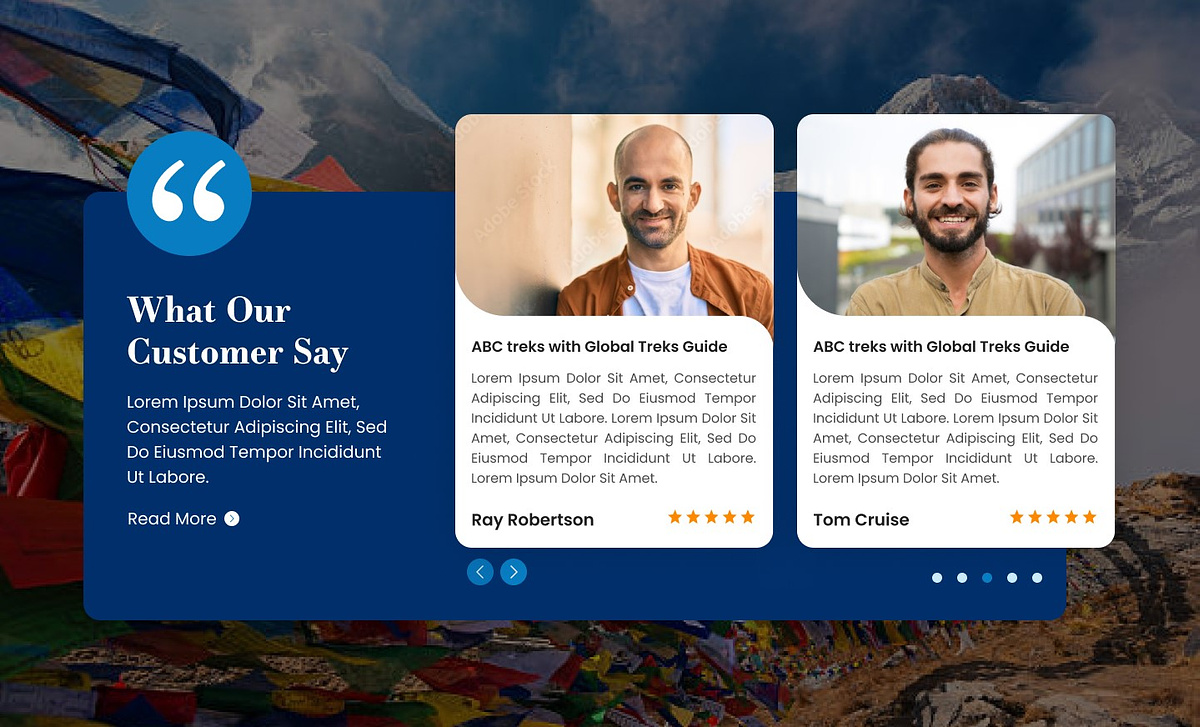 “
What Our
Customer Say
Lorem Ipsum Dolor Sit Amet,
Consectetur Adipiscing Elit, Sed
Do Eiusmod Tempor Incididunt
Ut Labore.
Read More
ABC treks with Global Treks Guide
Lorem Ipsum Dolor Sit Amet, Consectetur
Adipiscing Elit, Sed Do Eiusmod Tempor
Incididunt Ut Labore. Lorem Ipsum Dolor Sit
Amet, Consectetur Adipiscing Elit, Sed Do
Eiusmod Tempor Incididunt Ut Labore.
Lorem Ipsum Dolor Sit Amet.
Ray Robertson
ABC treks with Global Treks Guide
Lorem Ipsum Dolor Sit Amet, Consectetur
Adipiscing Elit, Sed Do Eiusmod Tempor
Incididunt Ut Labore. Lorem Ipsum Dolor Sit
Amet, Consectetur Adipiscing Elit, Sed Do
Eiusmod Tempor Incididunt Ut Labore.
Lorem Ipsum Dolor Sit Amet.
Tom Cruise